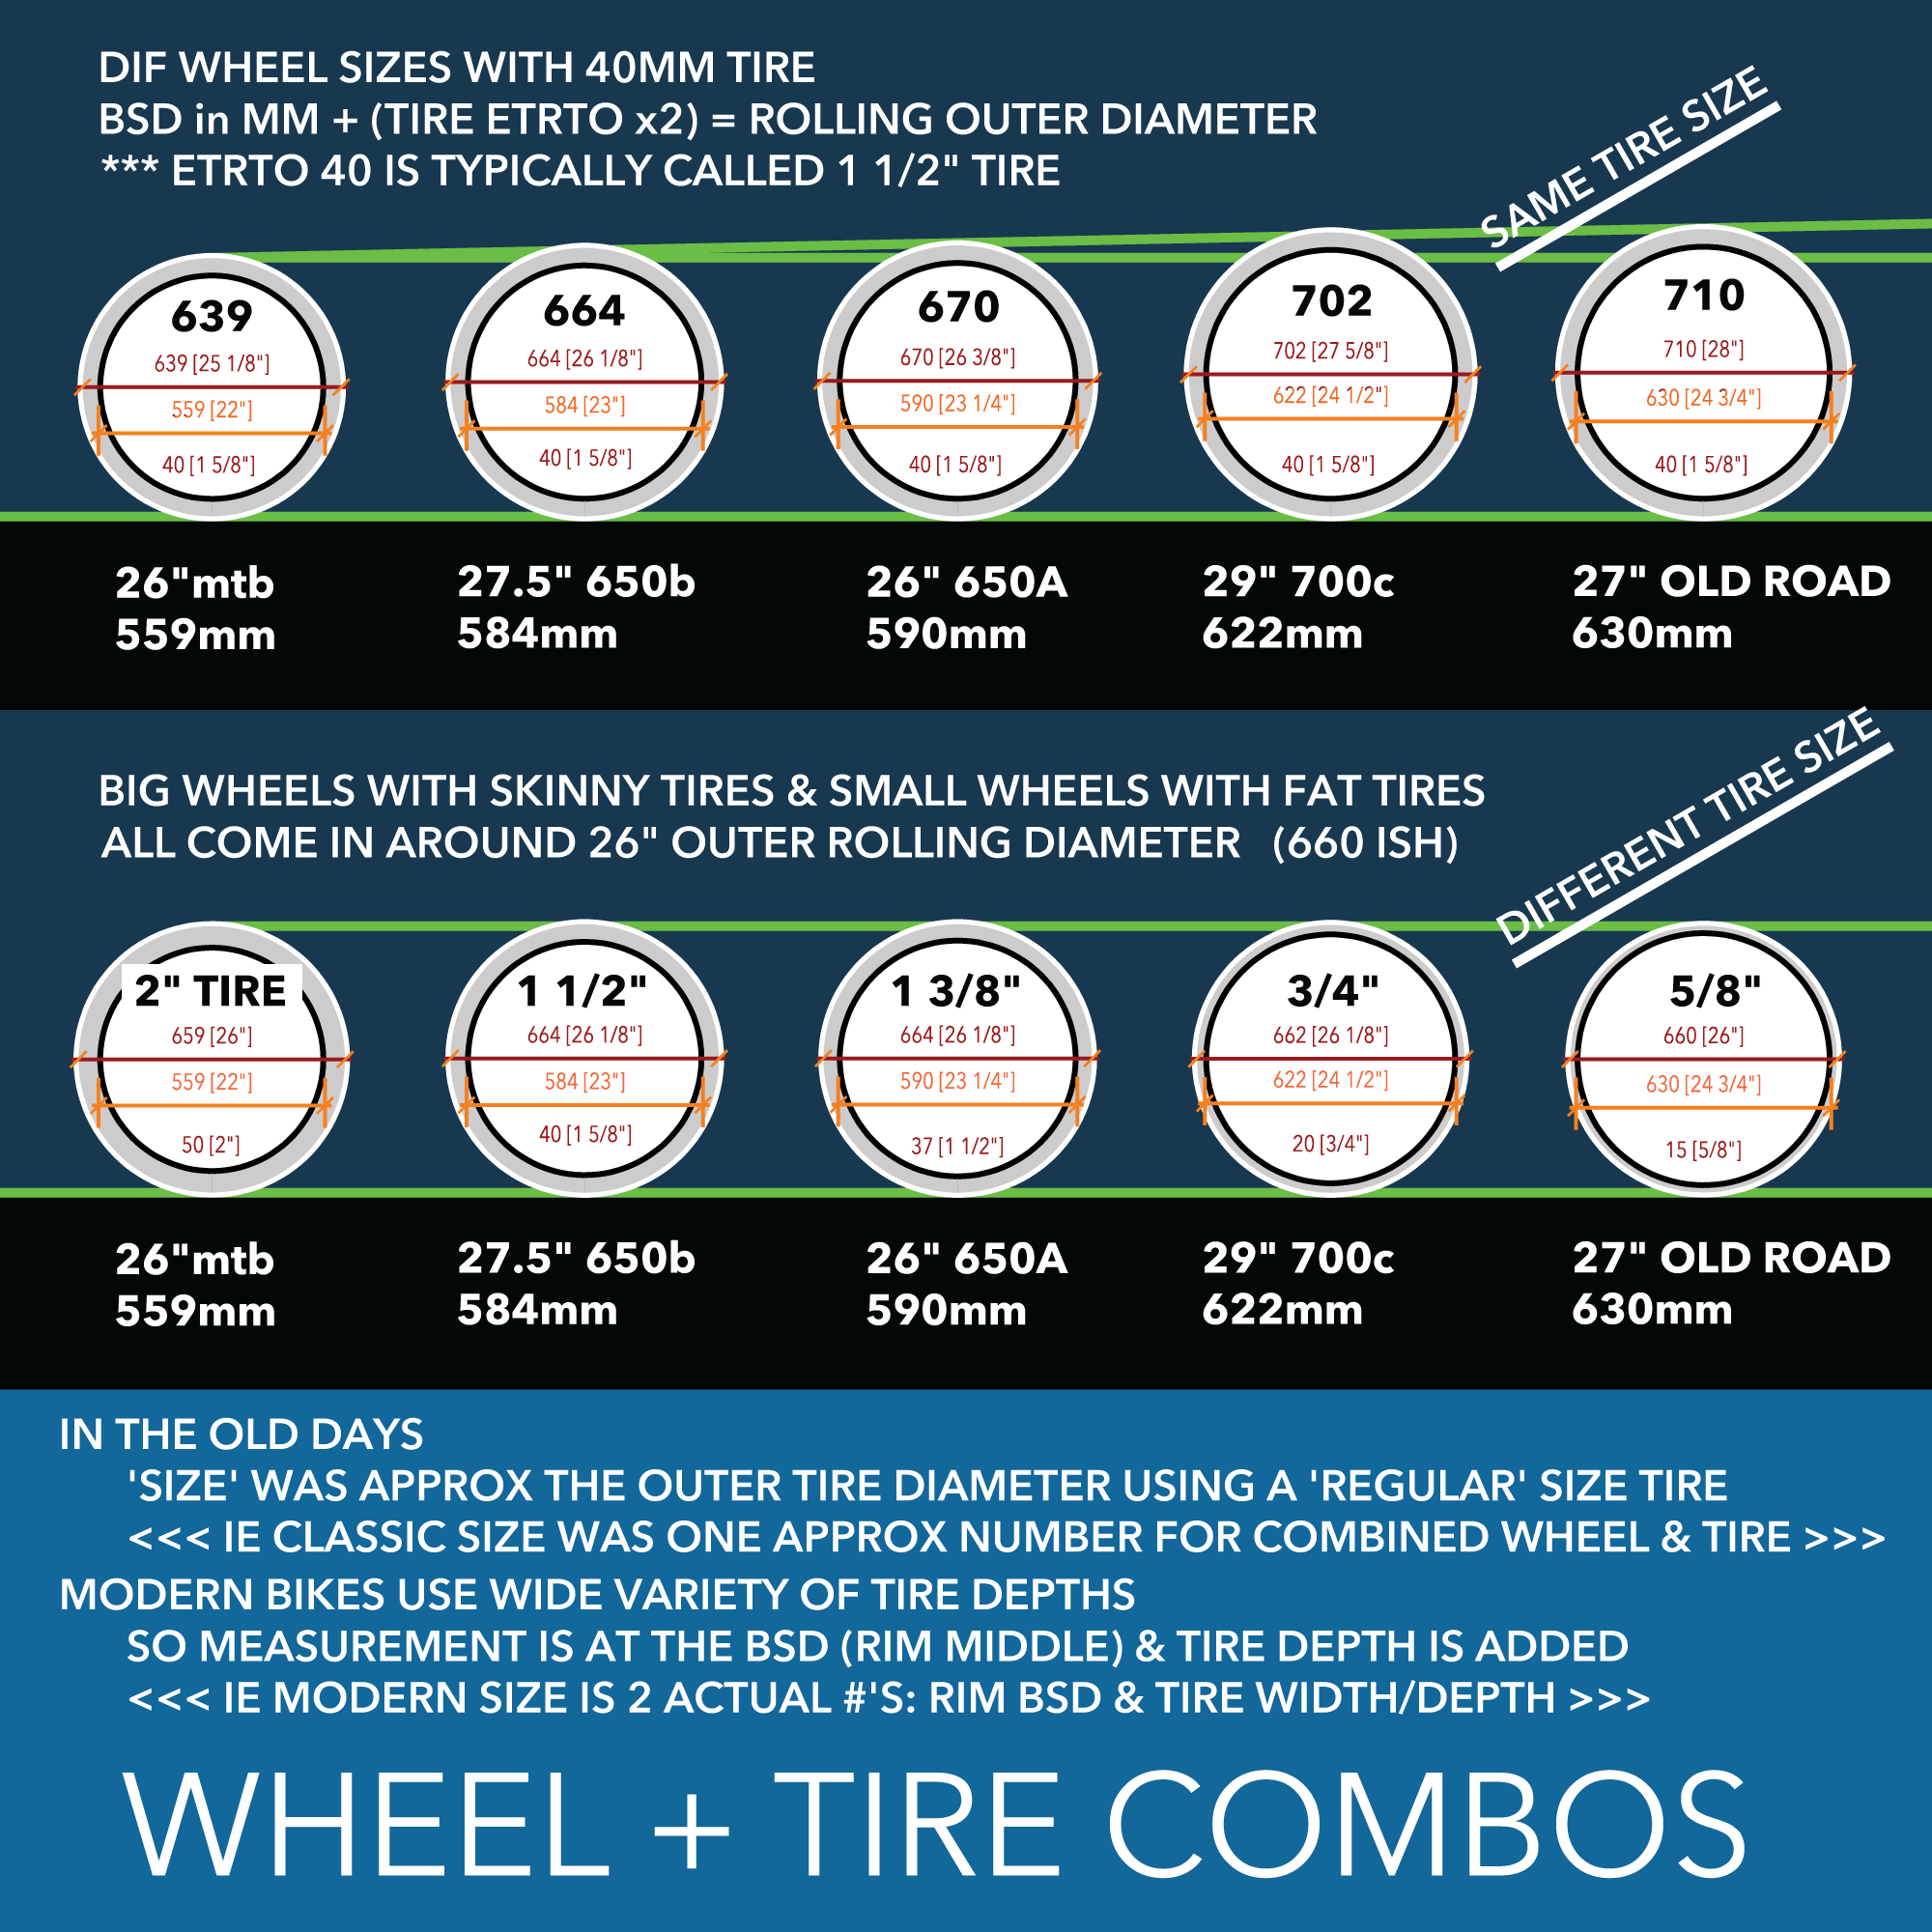 DIF WHEEL SIZES WITH 40MM TIRE
BSD in MM + (TIRE ETRTO x2) = ROLLING OUTER DIAMETER
*** ETRTO 40 IS TYPICALLY CALLED 1 1/2" TIRE
SAME TIRE SIZE
639
639 [25 1/8"]
559 [22"]
40 [1 5/8"]
664
664 [26 1/8"]
584 [23"]
40 [1 5/8"]
670
670 [26 3/8"]
590 [23 1/4"]
40 [1 5/8"]
702
702 [27 5/8"]
622 [24 1/2"]
40 [1 5/8"]
710
710 [28"]
630 [24 3/4"]
40 [1 5/8"]
26"mtb
559mm
27.5" 650b
584mm
26" 650A
590mm
29" 700c
622mm
27" OLD ROAD
630mm
BIG WHEELS WITH SKINNY TIRES & SMALL WHEELS WITH FAT TIRES
ALL COME IN AROUND 26" OUTER ROLLING DIAMETER (660 ISH)
DIFFERENT TIRE SIZE
2" TIRE
659 [26"]
559 [22"]
50 [2"]
1 1/2"
664 [26 1/8"]
584 [23"]
40 [1 5/8"]
1 3/8"
664 [26 1/8"]
590 [23 1/4"]
37 [1 1/2"]
3/4"
662 [26 1/8"]
622 [24 1/2"]
20 [3/4"]
5/8"
660 [26"]
630 [24 3/4"]
15 [5/8"]
26"mtb
559mm
27.5" 650b
584mm
26" 650A
590mm
29" 700c
622mm
27" OLD ROAD
630mm
IN THE OLD DAYS
'SIZE' WAS APPROX THE OUTER TIRE DIAMETER USING A 'REGULAR' SIZE TIRE
<<< IE CLASSIC SIZE WAS ONE APPROX NUMBER FOR COMBINED WHEEL & TIRE >>>
MODERN BIKES USE WIDE VARIETY OF TIRE DEPTHS
SO MEASUREMENT IS AT THE BSD (RIM MIDDLE) & TIRE DEPTH IS ADDED
<<< IE MODERN SIZE IS 2 ACTUAL #'S: RIM BSD & TIRE WIDTH/DEPTH >>>
WHEEL + TIRE COMBOS